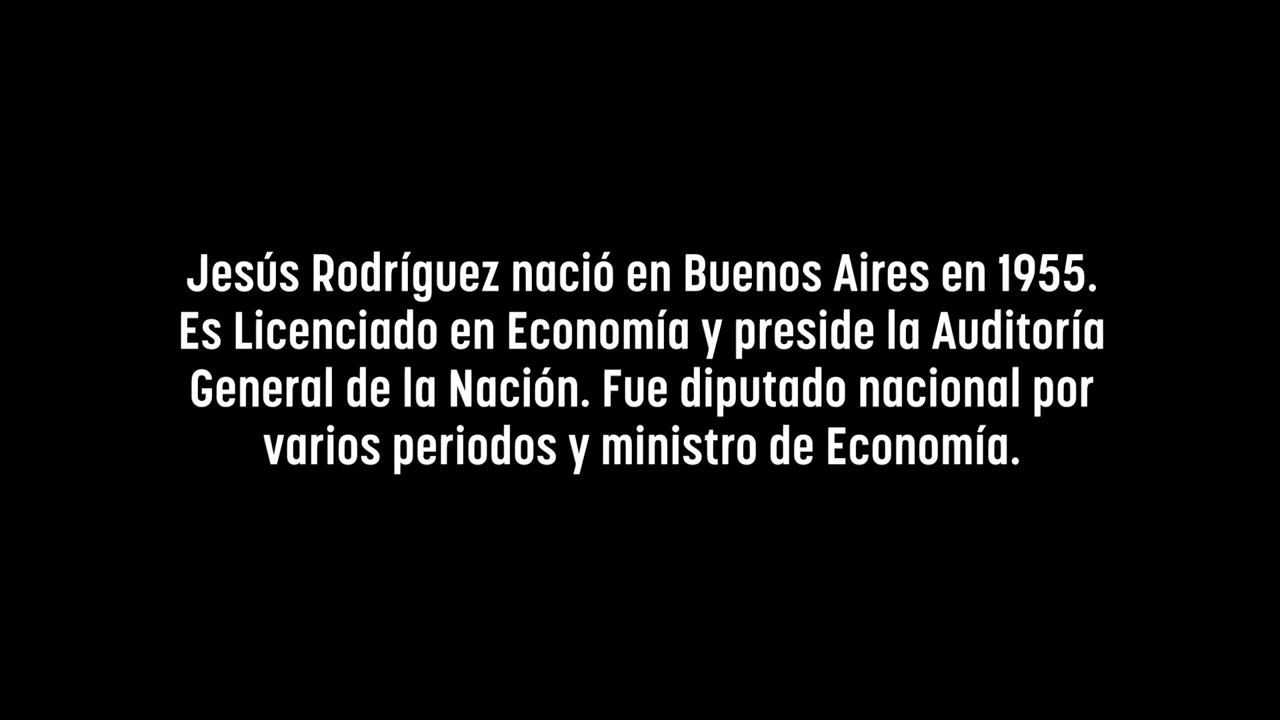 Jesús Rodríguez nació en Buenos Aires en 1955.
Es Licenciado en Economía y preside la Auditoría
General de la Nación. Fue diputado nacional por
varios periodos y ministro de Economía.